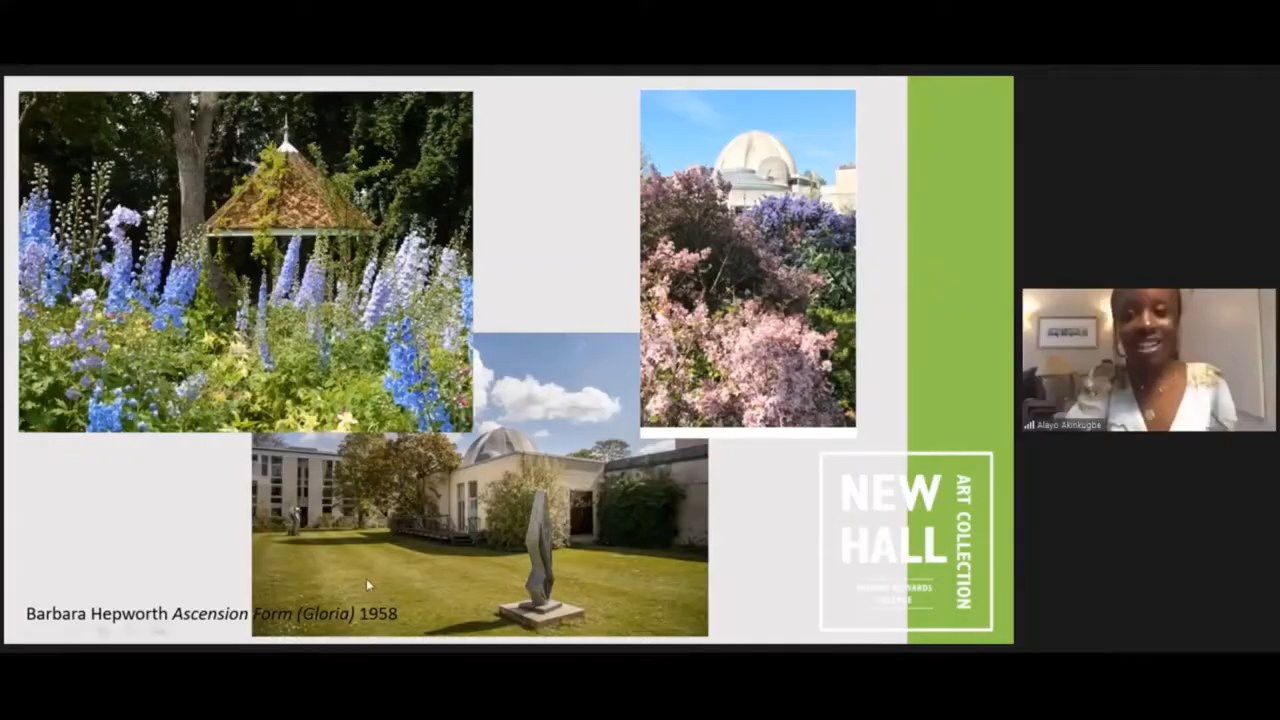 NEW
HALL
ART COLLECTION
Barbara Hepworth Ascension Form (Gloria) 1958
Alayo Akinkugbe